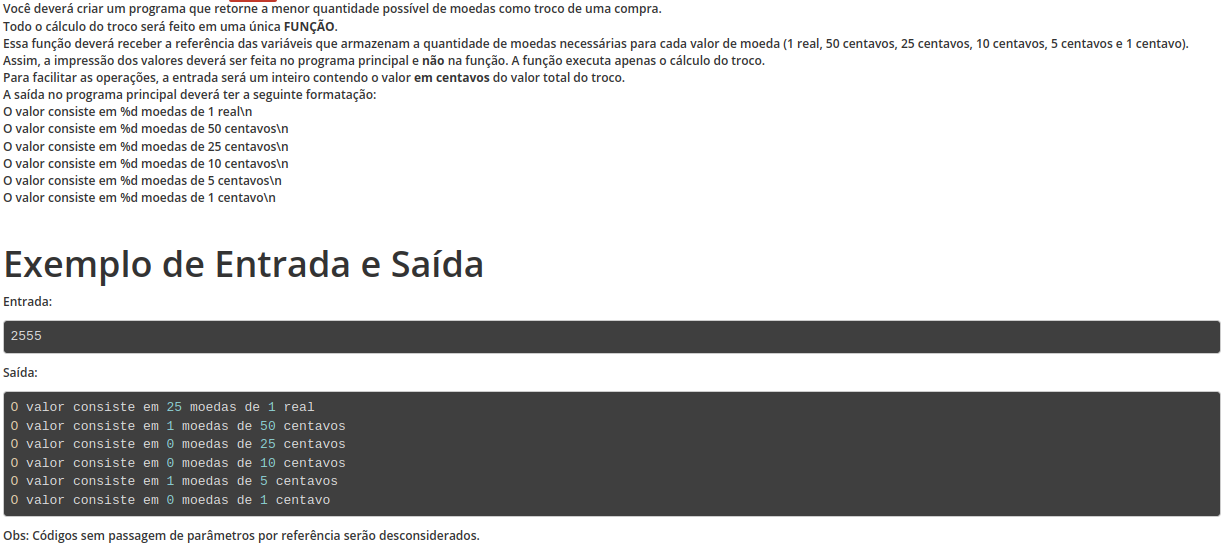 Você deverá criar um programa que retorne a menor quantidade possível de moedas como troco de uma compra.
Todo o cálculo do troco será feito em uma única FUNÇÃO.
Essa função deverá receber a referência das variáveis que armazenam a quantidade de moedas necessárias para cada valor de moeda (1 real, 50 centavos, 25 centavos, 10 centavos, 5 centavos e 1 centavo).
Assim, a impressão dos valores deverá ser feita no programa principal e não na função. A função executa apenas o cálculo do troco.
Para facilitar as operações, a entrada será um inteiro contendo o valor em centavos do valor total do troco.
A saída no programa principal deverá ter a seguinte formatação:
O valor consiste em %d moedas de 1 real\n
O valor consiste em %d moedas de 50 centavos\n
O valor consiste em %d moedas de 25 centavos\n
O valor consiste em %d moedas de 10 centavos\n
O valor consiste em %d moedas de 5 centavos\n
O valor consiste em %d moedas de 1 centavo\n
Exemplo de Entrada e Saída
Entrada:
2555
Saída:
O valor consiste em 25 moedas de 1 real
O valor consiste em 1 moedas de 50 centavos
O valor consiste em 0 moedas de 25 centavos
O valor consiste em 0 moedas de 10 centavos
O valor consiste em 1 moedas de 5 centavos
O valor consiste em 0 moedas de 1 centavo
Obs: Códigos sem passagem de parâmetros por referência serão desconsiderados.